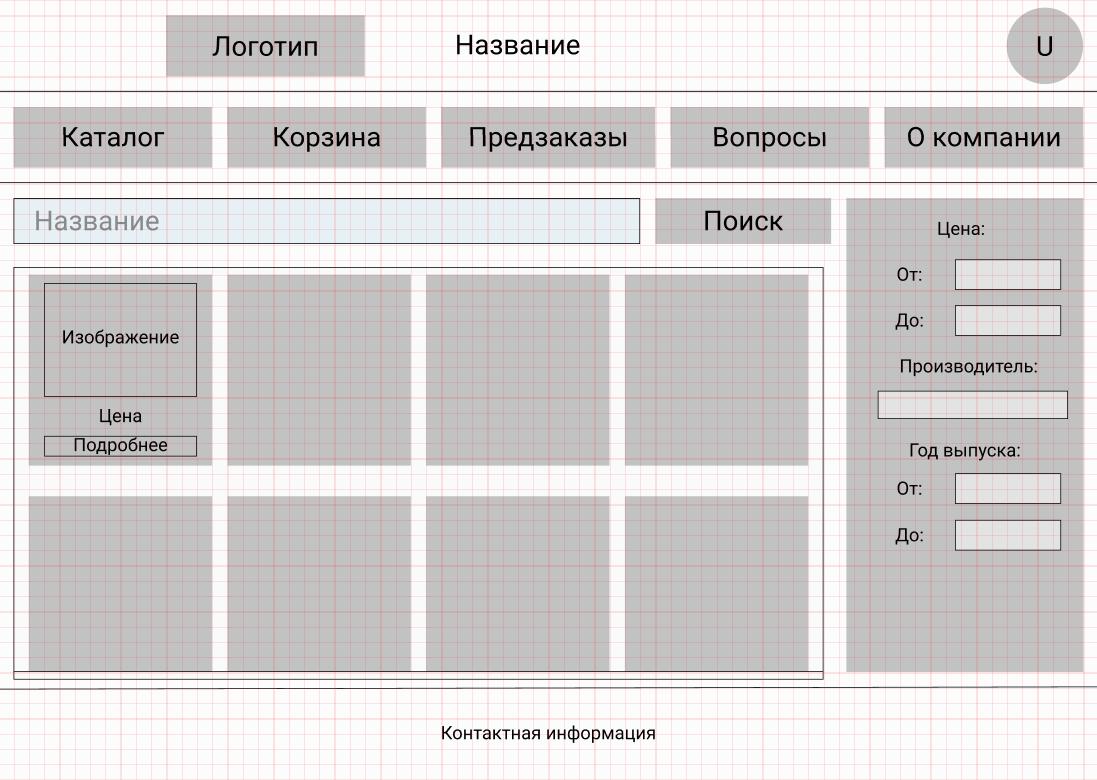 Логотип
Название
U
Каталог
Корзина
Предзаказы
Вопросы
О компании
Название
Поиск
Изображение
Цена
Подробнее
Цена:
От:
До:
Производитель:
Год выпуска:
От:
До:
Контактная информация